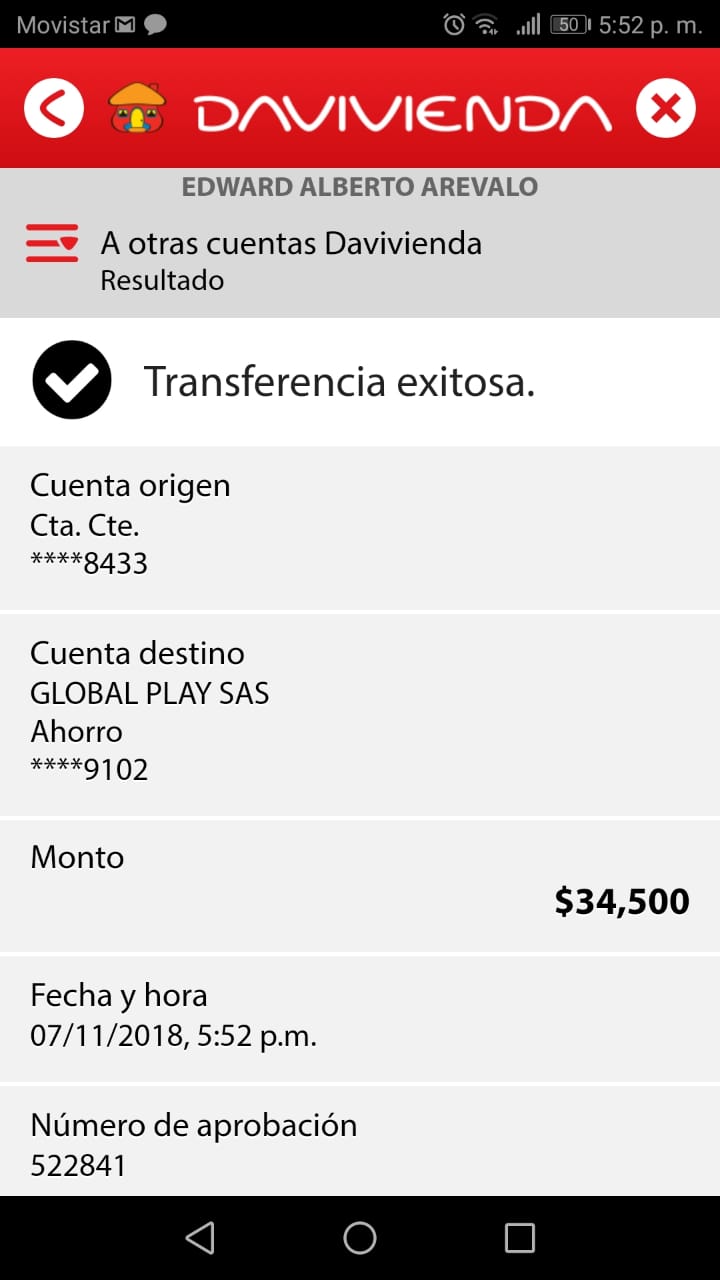 Movistar 50 5:52 p. m.
DAVIVIENDA
EDWARD ALBERTO AREVALO
A otras cuentas Davivienda
Resultado
Transferencia exitosa.
Cuenta origen
Cta. Cte.
****8433
Cuenta destino
GLOBAL PLAY SAS
Ahorro
****9102
Monto
$34,500
Fecha y hora
07/11/2018, 5:52 p.m.
Número de aprobación
522841